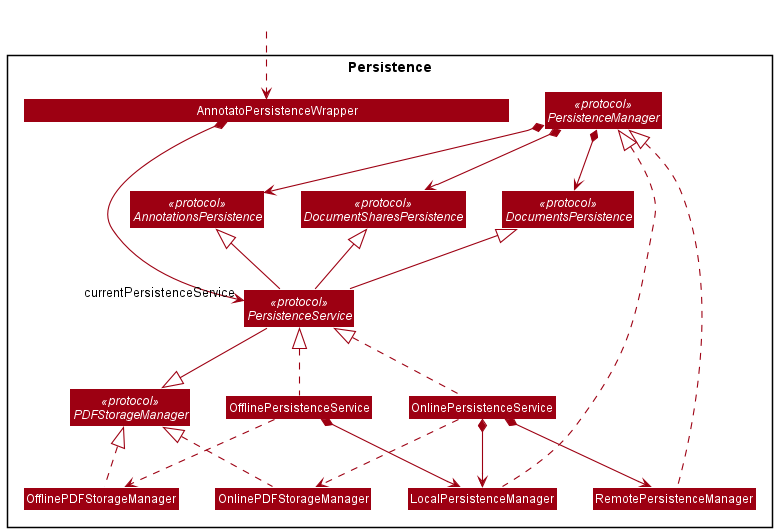 Persistence
AnnotatoPersistenceWrapper
«protocol»
PersistenceManager
«protocol»
AnnotationsPersistence
«protocol»
DocumentSharesPersistence
«protocol»
DocumentsPersistence
currentPersistenceService
«protocol»
PersistenceService
«protocol»
PDFStorageManager
OfflinePersistenceService
OnlinePersistenceService
OfflinePDFStorageManager
OnlinePDFStorageManager
LocalPersistenceManager
RemotePersistenceManager